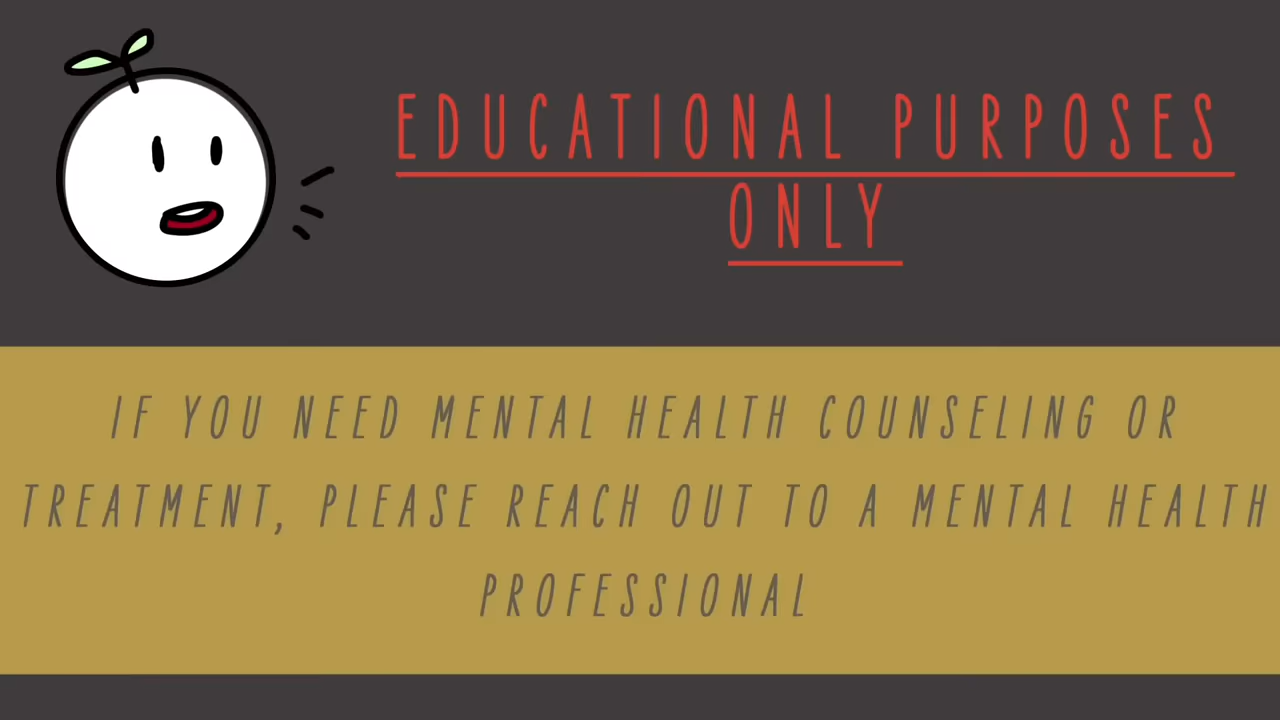 EDUCATIONAL PURPOSES
ONLY
IF YOU NEED MENTAL HEALTH COUNSELING OR
TREATMENT, PLEASE REACH OUT TO A MENTAL HEALTH
PROFESSIONAL